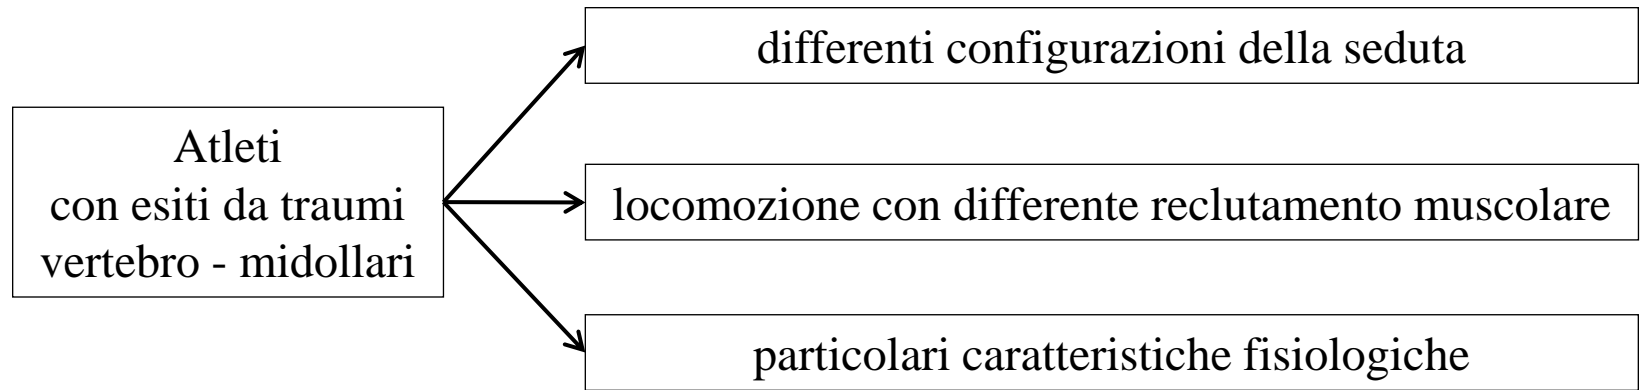 Atleti
con esiti da traumi
vertebro - midollari
differenti configurazioni della seduta
locomozione con differente reclutamento muscolare
particolari caratteristiche fisiologiche